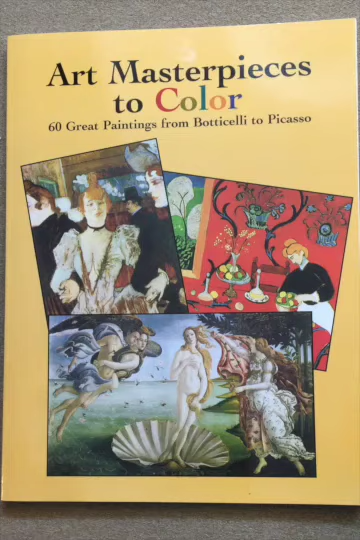 Art Masterpieces
to Color
60 Great Paintings from Botticelli to Picasso